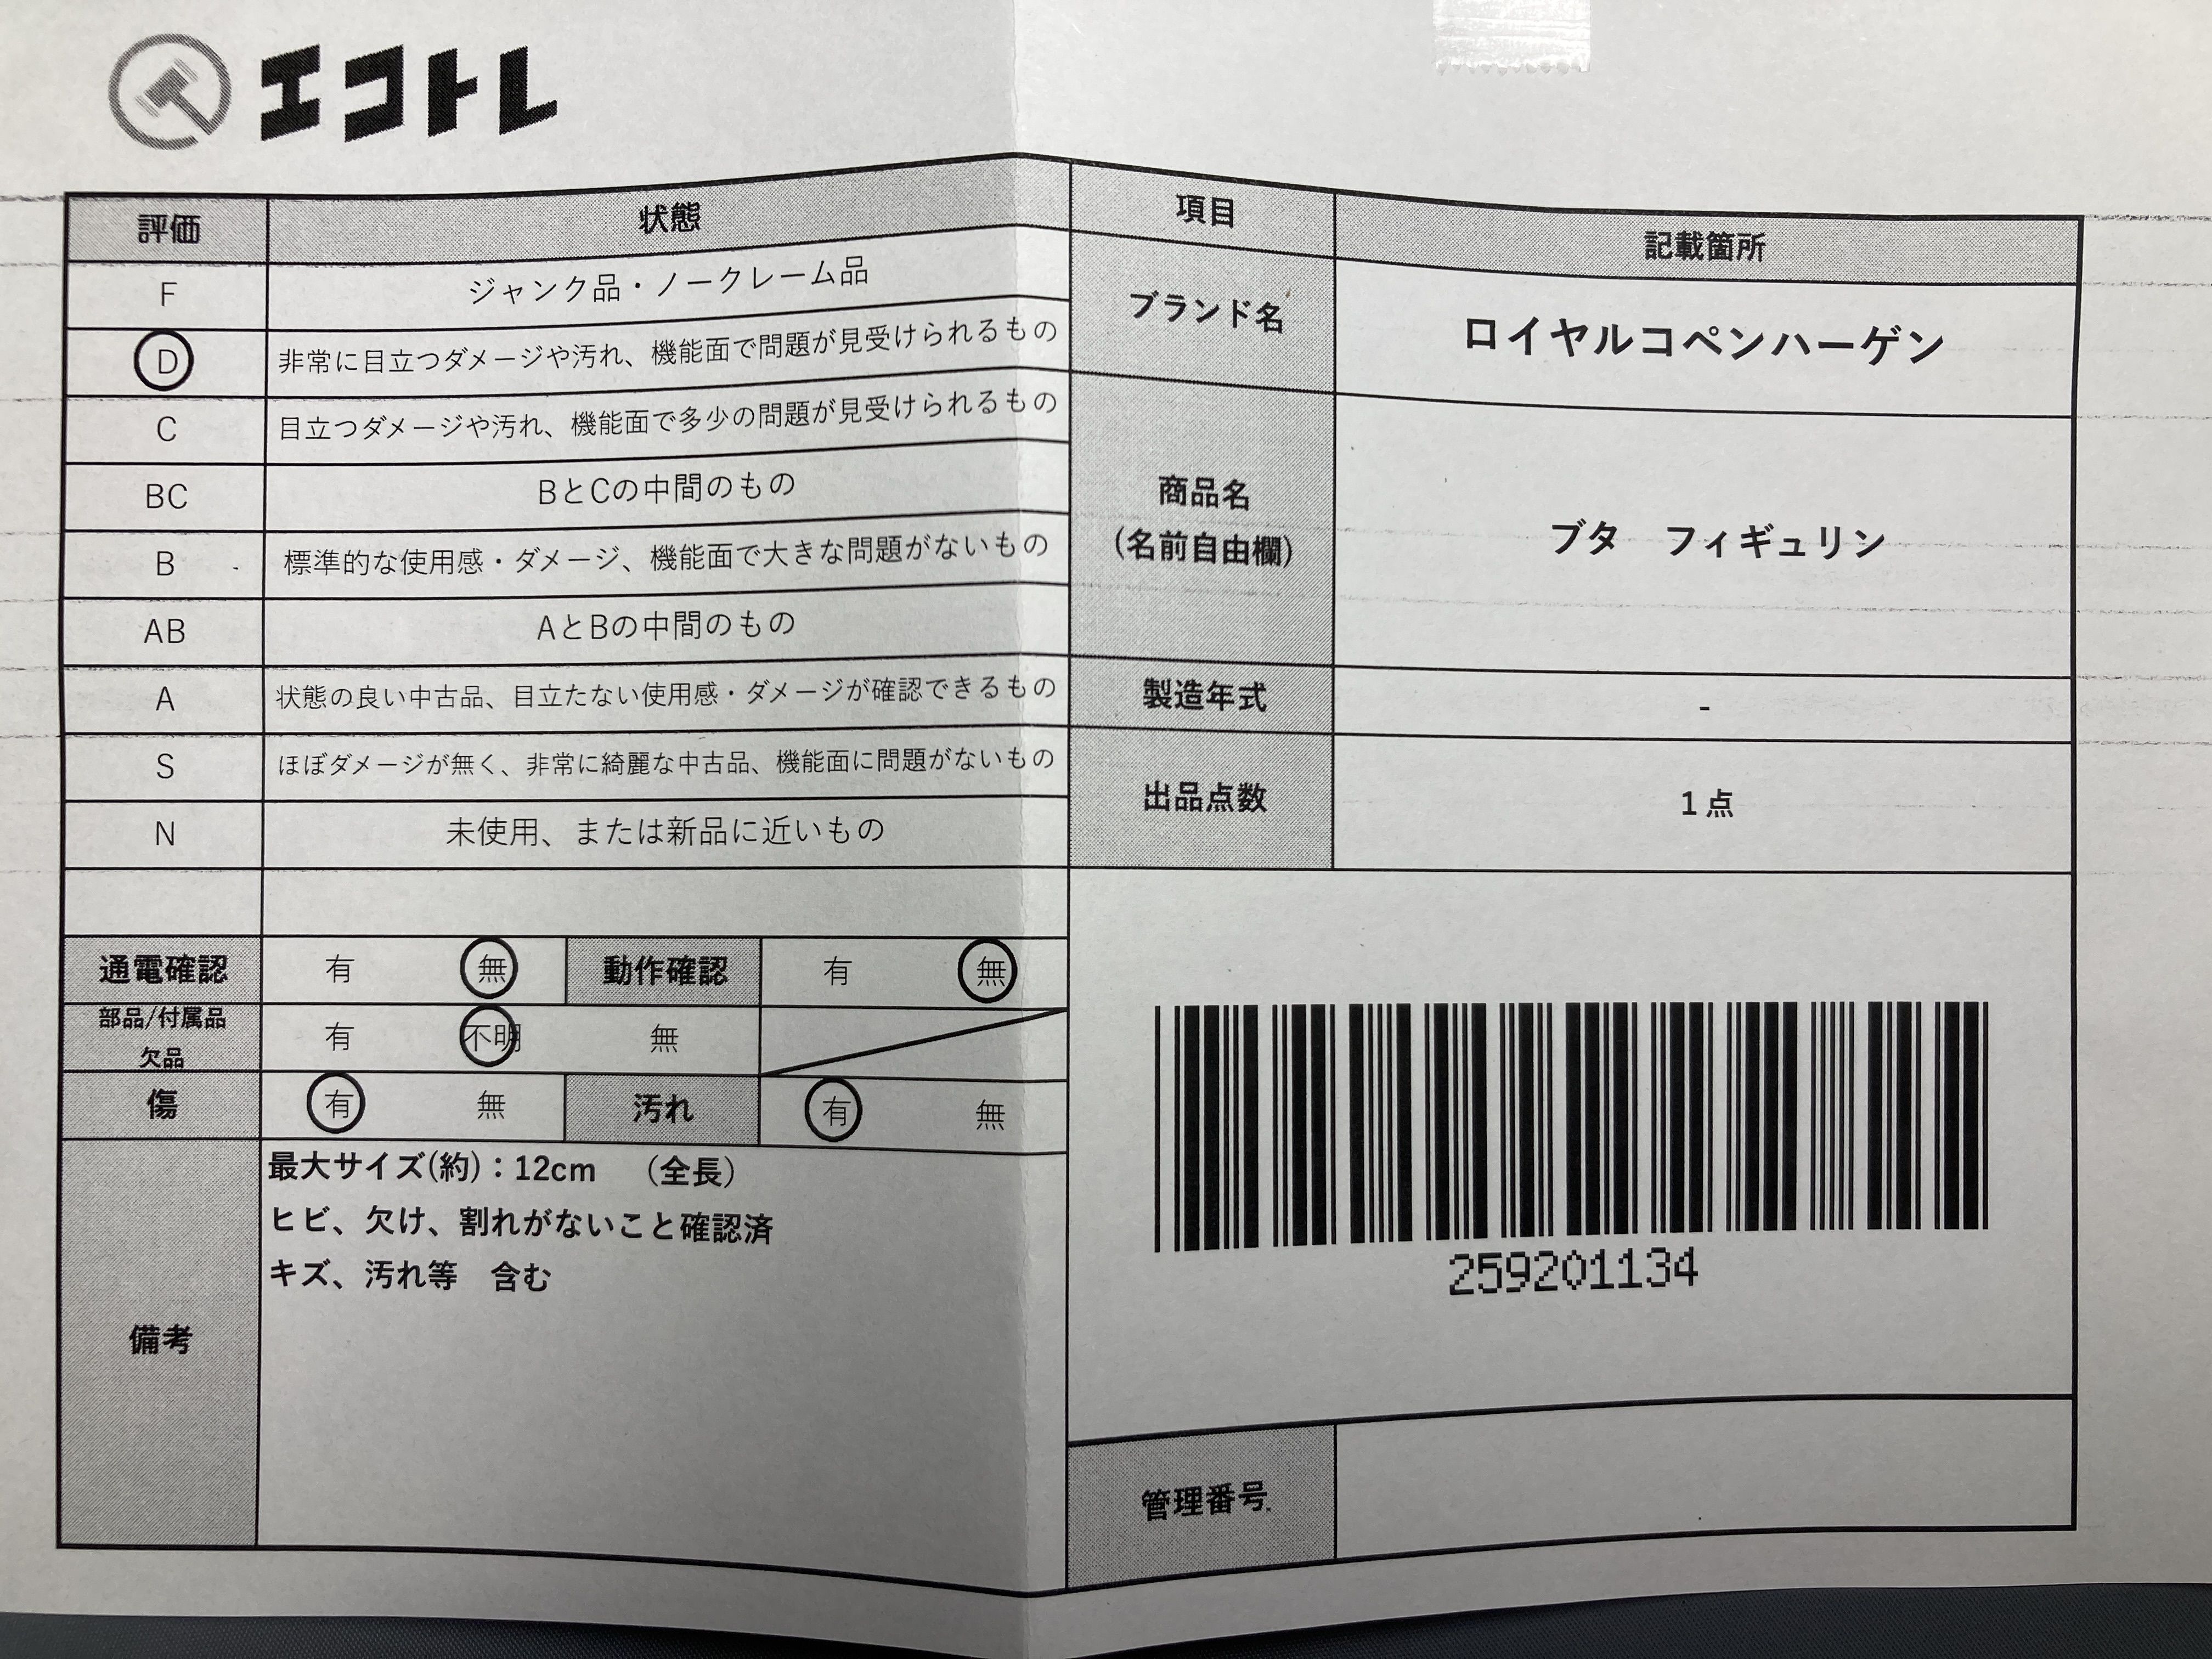 エコトレ
評価 状態
F ジャンク品・ノークレーム品
D 非常に目立つダメージや汚れ、機能面で問題が見受けられるもの
C 目立つダメージや汚れ、機能面で多少の問題が見受けられるもの
BC BとCの中間のもの
B 標準的な使用感・ダメージ、機能面で大きな問題がないもの
AB AとBの中間のもの
A 状態の良い中古品、目立たない使用感・ダメージが確認できるもの
S ほぼダメージが無く、非常に綺麗な中古品、機能面に問題がないもの
N 未使用、または新品に近いもの
通電確認 有 無 動作確認 有 無
部品/付属品
欠品 有 不明 無
傷 有 無 汚れ 有 無
備考
最大サイズ(約)：12cm （全長）
ヒビ、欠け、割れがないこと確認済
キズ、汚れ等 含む
項目 記載箇所
ブランド名 ロイヤルコペンハーゲン
商品名
(名前自由欄) ブタ フィギュリン
製造年式 -
出品点数 1点
259201134
管理番号